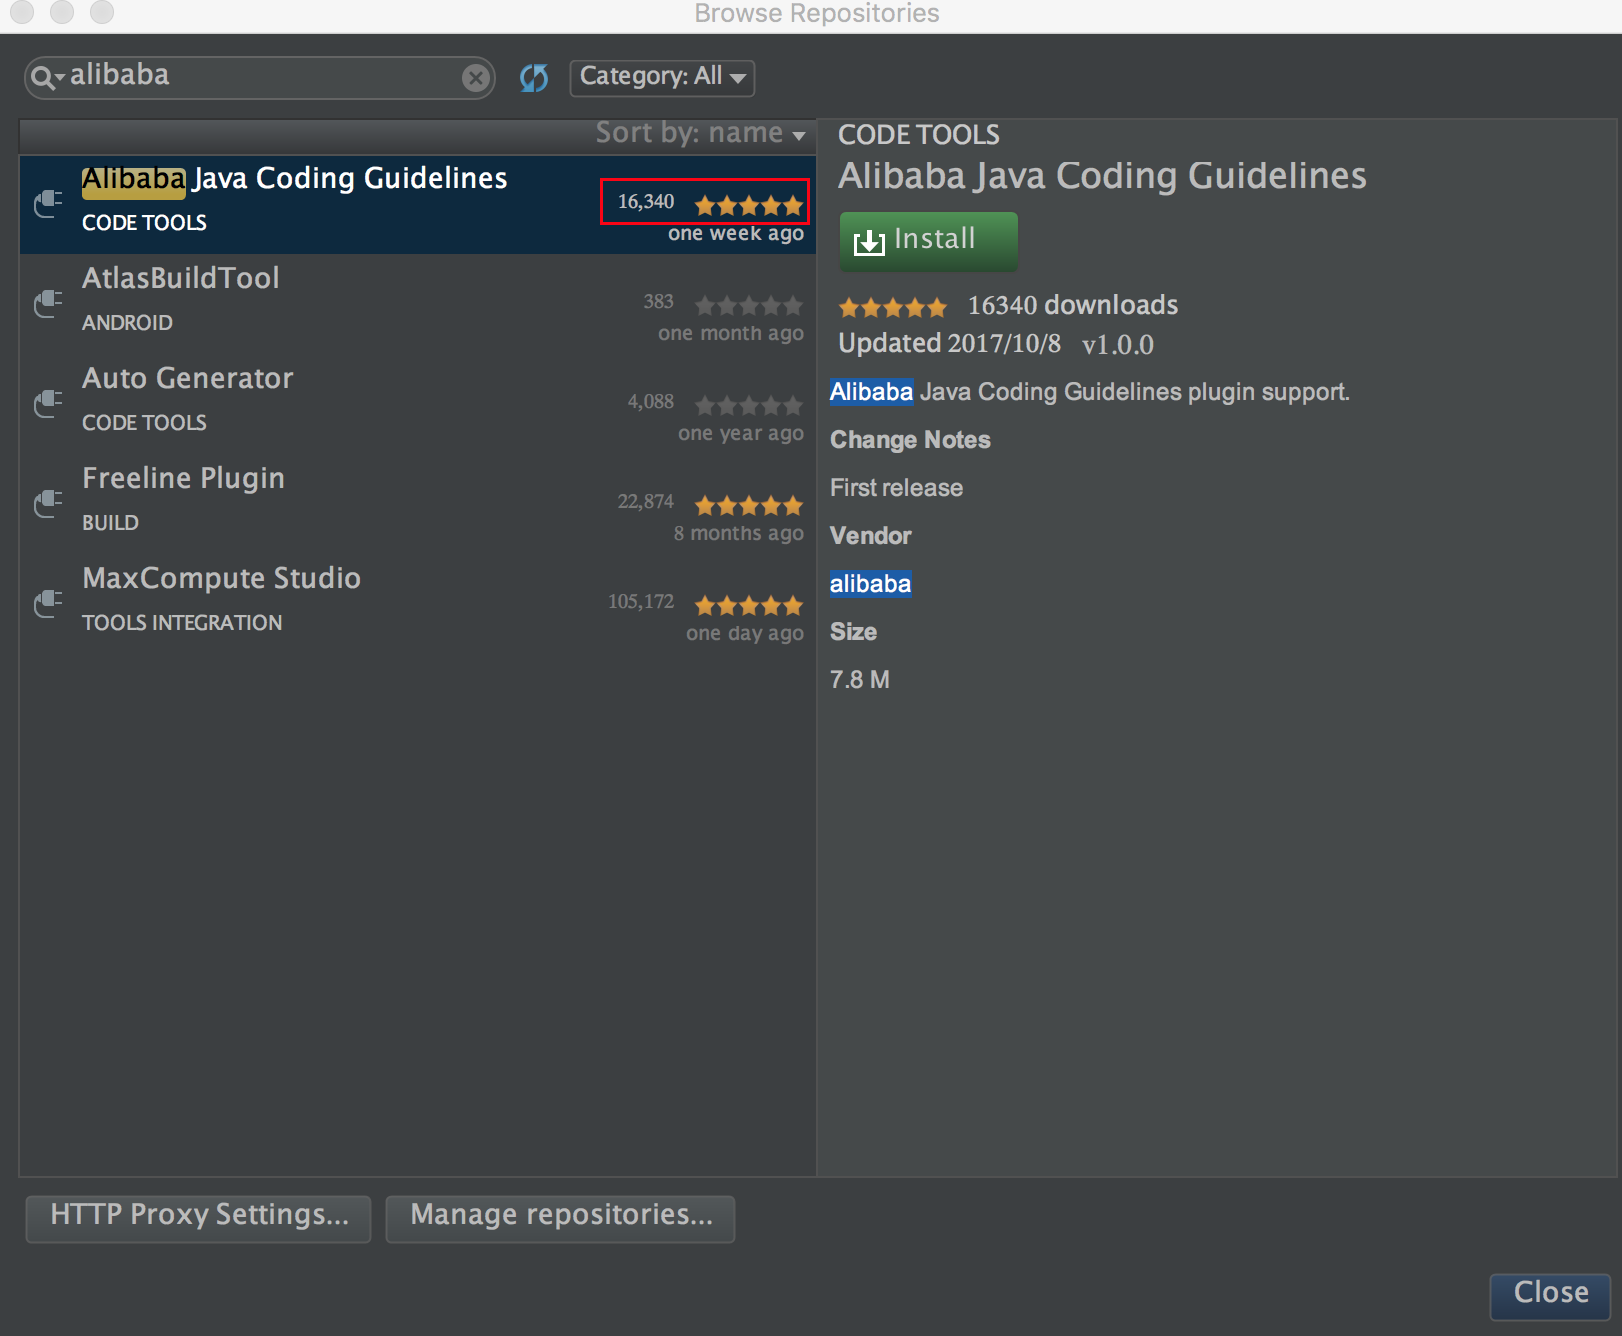 Browse Repositories
alibaba
Category: All
Sort by: name
Alibaba Java Coding Guidelines
16,340
CODE TOOLS
one week ago
AtlasBuildTool
383
ANDROID
one month ago
Auto Generator
4,088
CODE TOOLS
one year ago
Freeline Plugin
22,874
BUILD
8 months ago
MaxCompute Studio
105,172
TOOLS INTEGRATION
one day ago
CODE TOOLS
Alibaba Java Coding Guidelines
Install
16340 downloads
Updated 2017/10/8 v1.0.0
Alibaba Java Coding Guidelines plugin support.
Change Notes
First release
Vendor
alibaba
Size
7.8 M
HTTP Proxy Settings...
Manage repositories...
Close